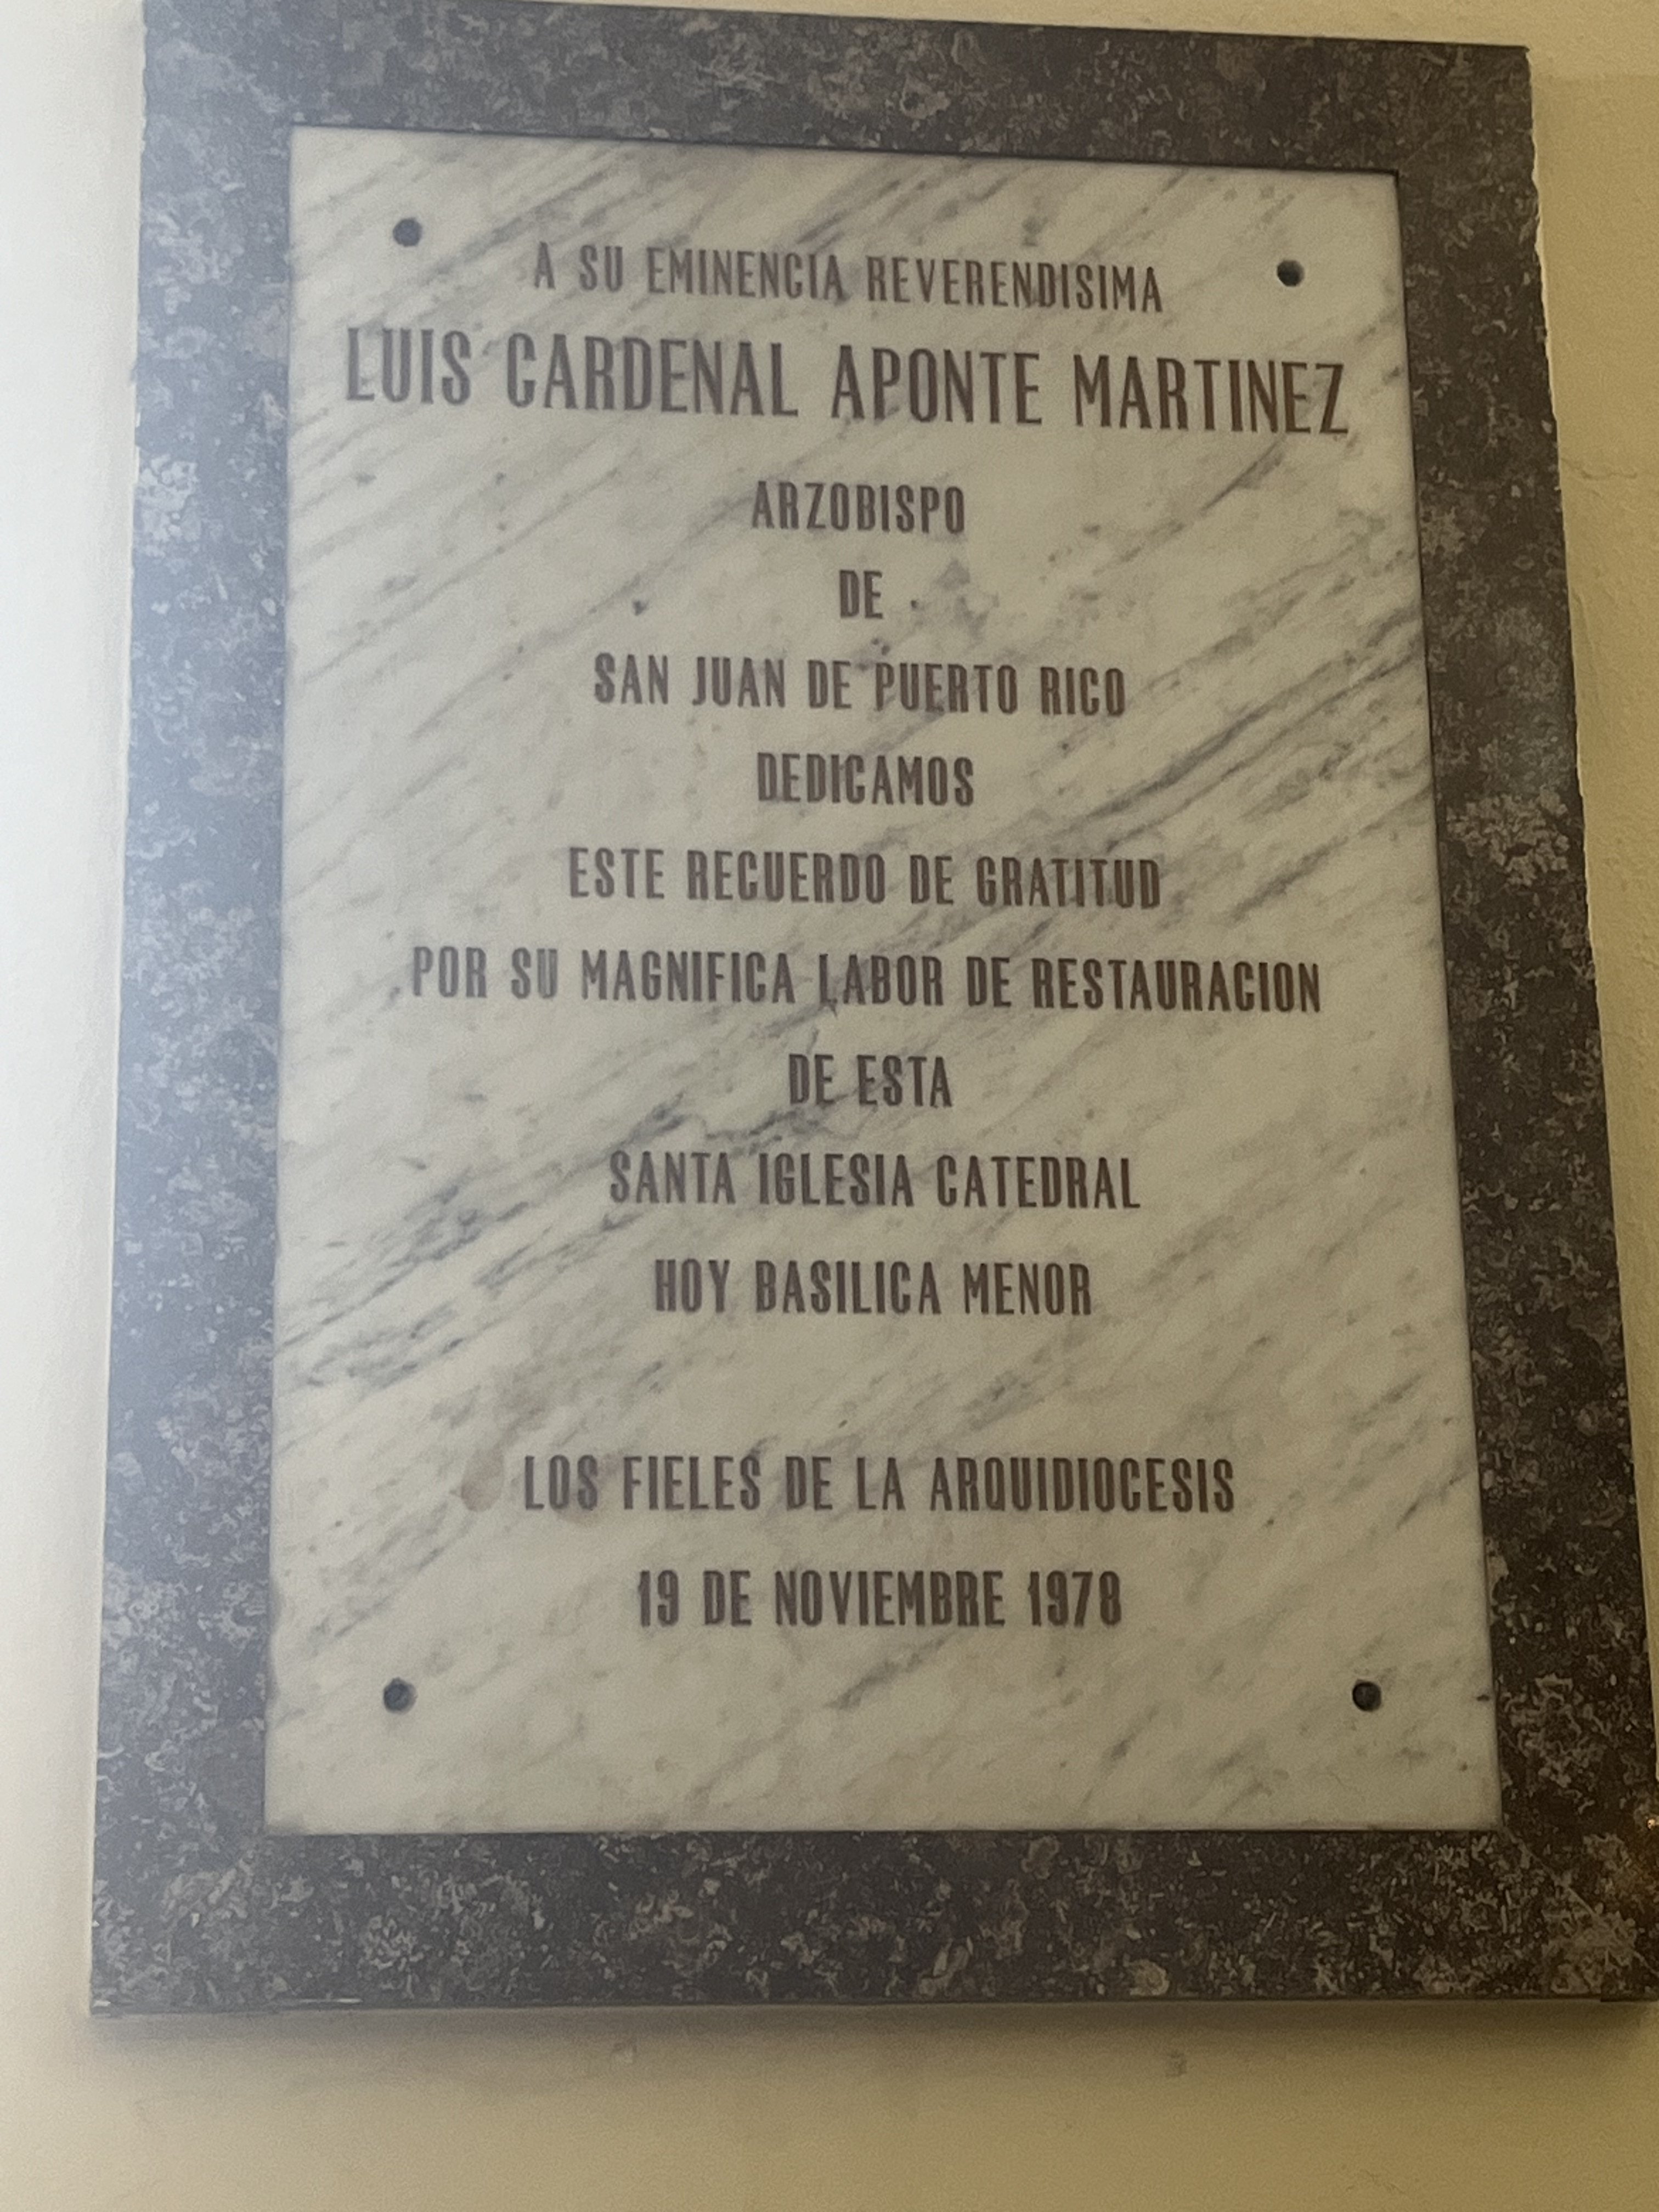 A SU EMINENCIA REVERENDISIMA
LUIS CARDENAL APONTE MARTINEZ
ARZOBISPO
DE
SAN JUAN DE PUERTO RICO
DEDICAMOS
ESTE RECUERDO DE GRATITUD
POR SU MAGNIFICA LABOR DE RESTAURACION
DE ESTA
SANTA IGLESIA CATEDRAL
HOY BASILICA MENOR
LOS FIELES DE LA ARQUIDIOCESIS
19 DE NOVIEMBRE 1978